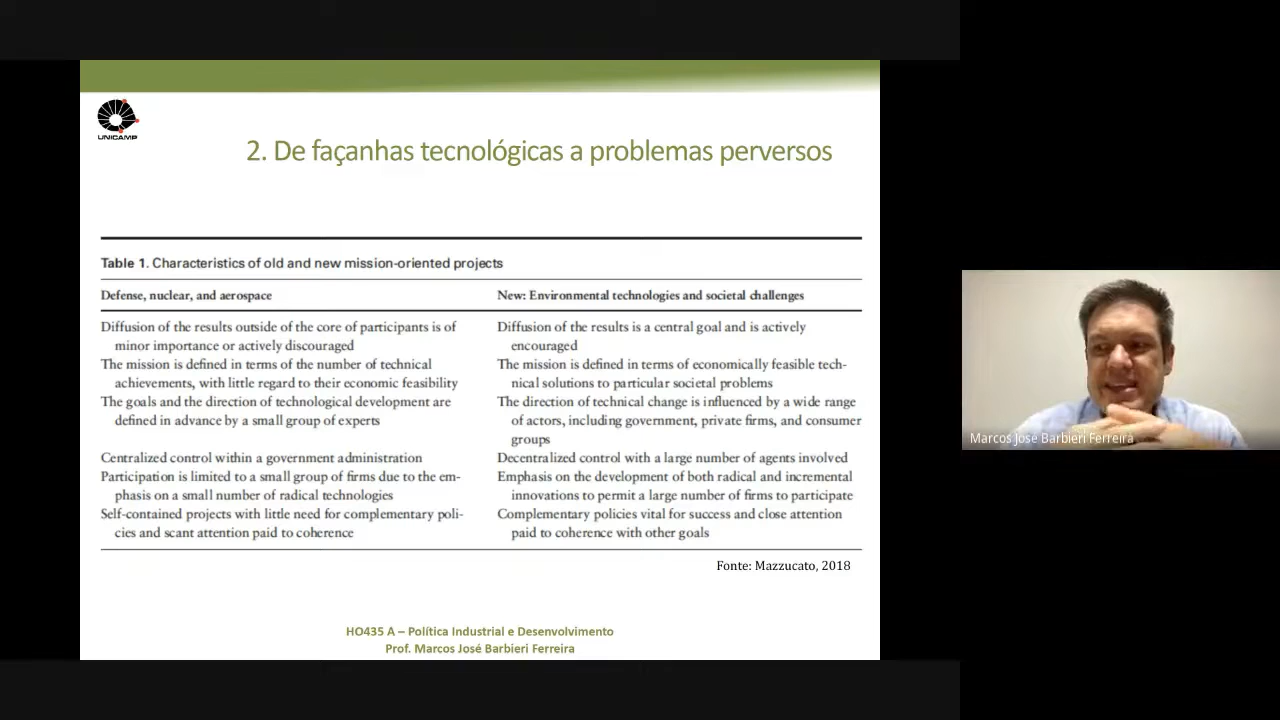 UNICAMP
2. De façanhas tecnológicas a problemas perversos
Table 1. Characteristics of old and new mission-oriented projects
Defense, nuclear, and aerospace
New: Environmental technologies and societal challenges
Diffusion of the results outside of the core of participants is of
minor importance or actively discouraged
Diffusion of the results is a central goal and is actively
encouraged
The mission is defined in terms of the number of technical
achievements, with little regard to their economic feasibility
The mission is defined in terms of economically feasible tech-
nical solutions to particular societal problems
The goals and the direction of technological development are
defined in advance by a small group of experts
The direction of technical change is influenced by a wide range
of actors, including government, private firms, and consumer
groups
Centralized control within a government administration
Decentralized control with a large number of agents involved
Participation is limited to a small group of firms due to the em-
phasis on a small number of radical technologies
Emphasis on the development of both radical and incremental
innovations to permit a large number of firms to participate
Self-contained projects with little need for complementary poli-
cies and scant attention paid to coherence
Complementary policies vital for success and close attention
paid to coherence with other goals
Fonte: Mazzucato, 2018
HO435 A – Política Industrial e Desenvolvimento
Prof. Marcos José Barbieri Ferreira
Marcos José Barbieri Ferreira